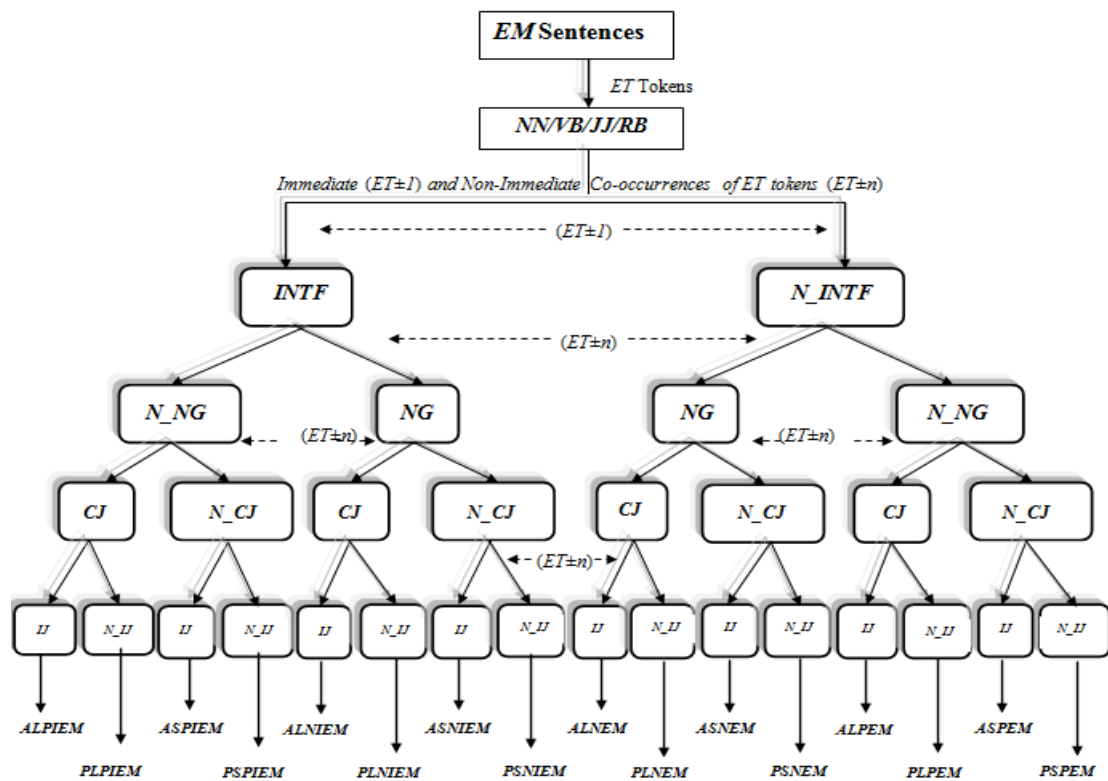 EM Sentences
ET Tokens
NN/VB/JJ/RB
Immediate (ET±1) and Non-Immediate Co-occurrences of ET tokens (ET±n)
(ET±1)
INTF N_INTF
(ET±n)
N_NG NG NG N_NG
(ET±n) (ET±n)
CJ N_CJ CJ N_CJ CJ N_CJ CJ N_CJ
(ET±n)
IJ N_IJ IJ N_IJ IJ N_IJ IJ N_IJ IJ N_IJ IJ N_IJ IJ N_IJ IJ N_IJ
ALPIEM ASPIEM ALNIEM ASNIEM ALNEM ASNEM ALPEM ASPEM
PLPIEM PSPIEM PLNIEM PSNIEM PLNEM PSNEM PLPEM PSPEM